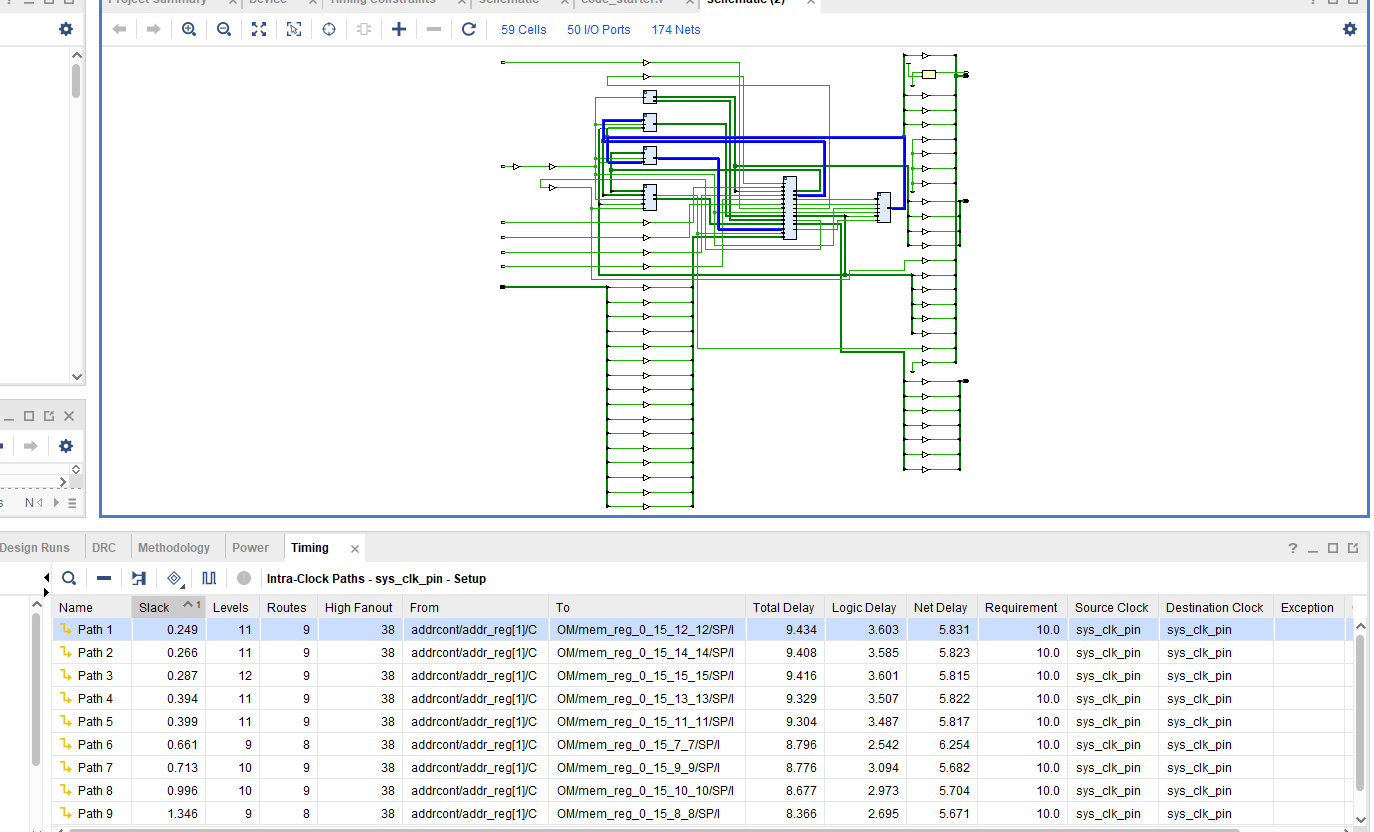 Project Summary Device Timing Constraints Schematic code_starter.v Schematic (2)
59 Cells 50 I/O Ports 174 Nets
Design Runs DRC Methodology Power Timing
Intra-Clock Paths - sys_clk_pin - Setup
Name Slack 1 Levels Routes High Fanout From To Total Delay Logic Delay Net Delay Requirement Source Clock Destination Clock Exception
Path 1 0.249 11 9 38 addrcont/addr_reg[1]/C OM/mem_reg_0_15_12_12/SP/I 9.434 3.603 5.831 10.0 sys_clk_pin sys_clk_pin
Path 2 0.266 11 9 38 addrcont/addr_reg[1]/C OM/mem_reg_0_15_14_14/SP/I 9.408 3.585 5.823 10.0 sys_clk_pin sys_clk_pin
Path 3 0.287 12 9 38 addrcont/addr_reg[1]/C OM/mem_reg_0_15_15_15/SP/I 9.416 3.601 5.815 10.0 sys_clk_pin sys_clk_pin
Path 4 0.394 11 9 38 addrcont/addr_reg[1]/C OM/mem_reg_0_15_13_13/SP/I 9.329 3.507 5.822 10.0 sys_clk_pin sys_clk_pin
Path 5 0.399 11 9 38 addrcont/addr_reg[1]/C OM/mem_reg_0_15_11_11/SP/I 9.304 3.487 5.817 10.0 sys_clk_pin sys_clk_pin
Path 6 0.661 9 8 38 addrcont/addr_reg[1]/C OM/mem_reg_0_15_7_7/SP/I 8.796 2.542 6.254 10.0 sys_clk_pin sys_clk_pin
Path 7 0.713 10 9 38 addrcont/addr_reg[1]/C OM/mem_reg_0_15_9_9/SP/I 8.776 3.094 5.682 10.0 sys_clk_pin sys_clk_pin
Path 8 0.996 10 9 38 addrcont/addr_reg[1]/C OM/mem_reg_0_15_10_10/SP/I 8.677 2.973 5.704 10.0 sys_clk_pin sys_clk_pin
Path 9 1.346 9 8 38 addrcont/addr_reg[1]/C OM/mem_reg_0_15_8_8/SP/I 8.366 2.695 5.671 10.0 sys_clk_pin sys_clk_pin